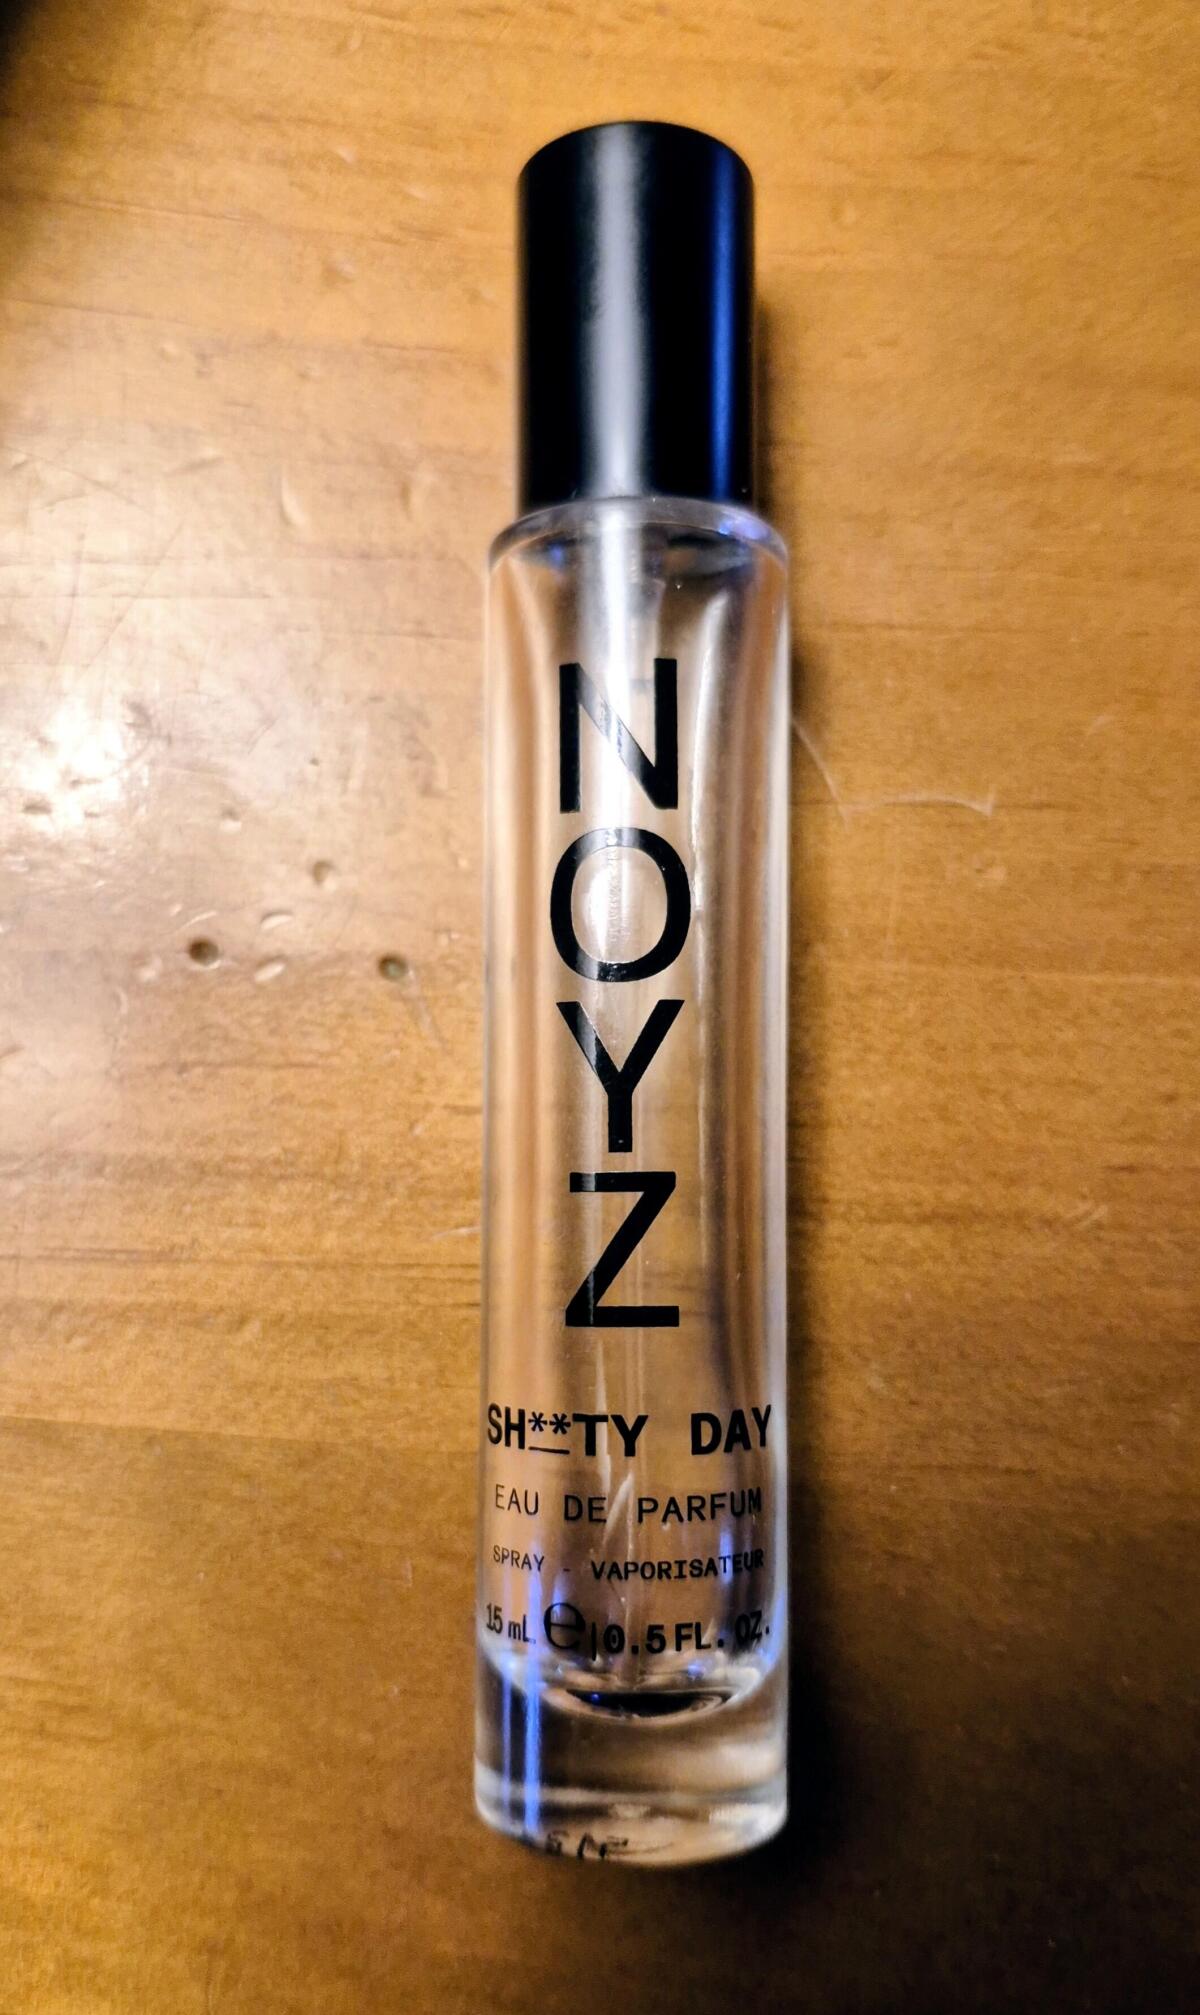 NOYZ
SH**TY DAY
EAU DE PARFUM
SPRAY - VAPORISATEUR
15 mL e|0.5 FL. OZ.